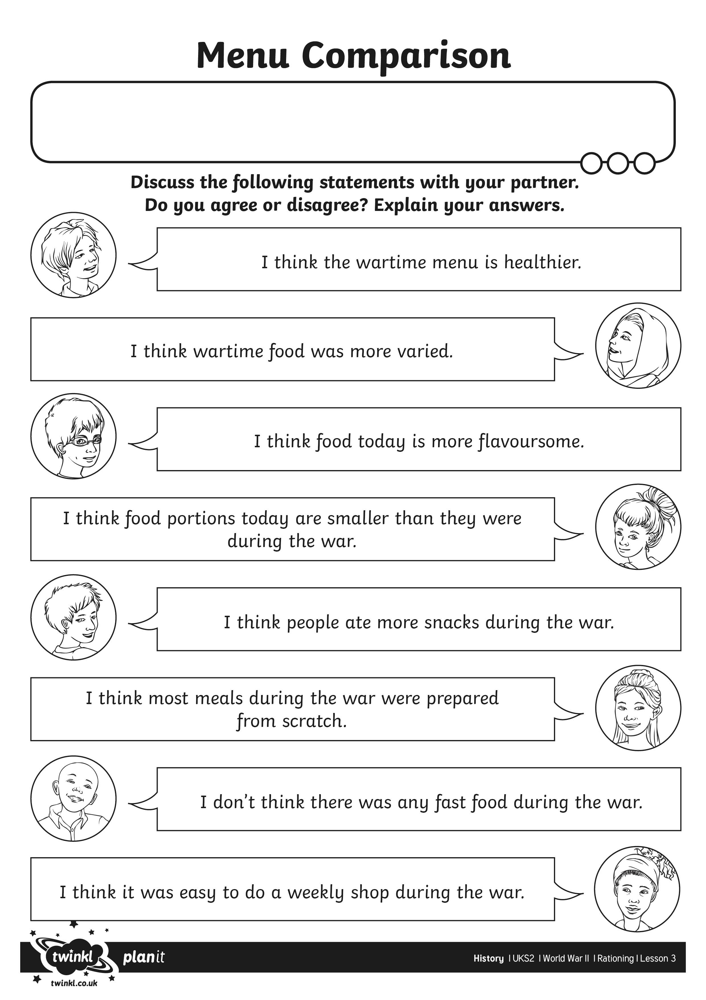 Menu Comparison
Discuss the following statements with your partner.
Do you agree or disagree? Explain your answers.
I think the wartime menu is healthier.
I think wartime food was more varied.
I think food today is more flavoursome.
I think food portions today are smaller than they were
during the war.
I think people ate more snacks during the war.
I think most meals during the war were prepared
from scratch.
I don’t think there was any fast food during the war.
I think it was easy to do a weekly shop during the war.
twinkl planit
History | UKS2 | World War II | Rationing | Lesson 3
twinkl.co.uk